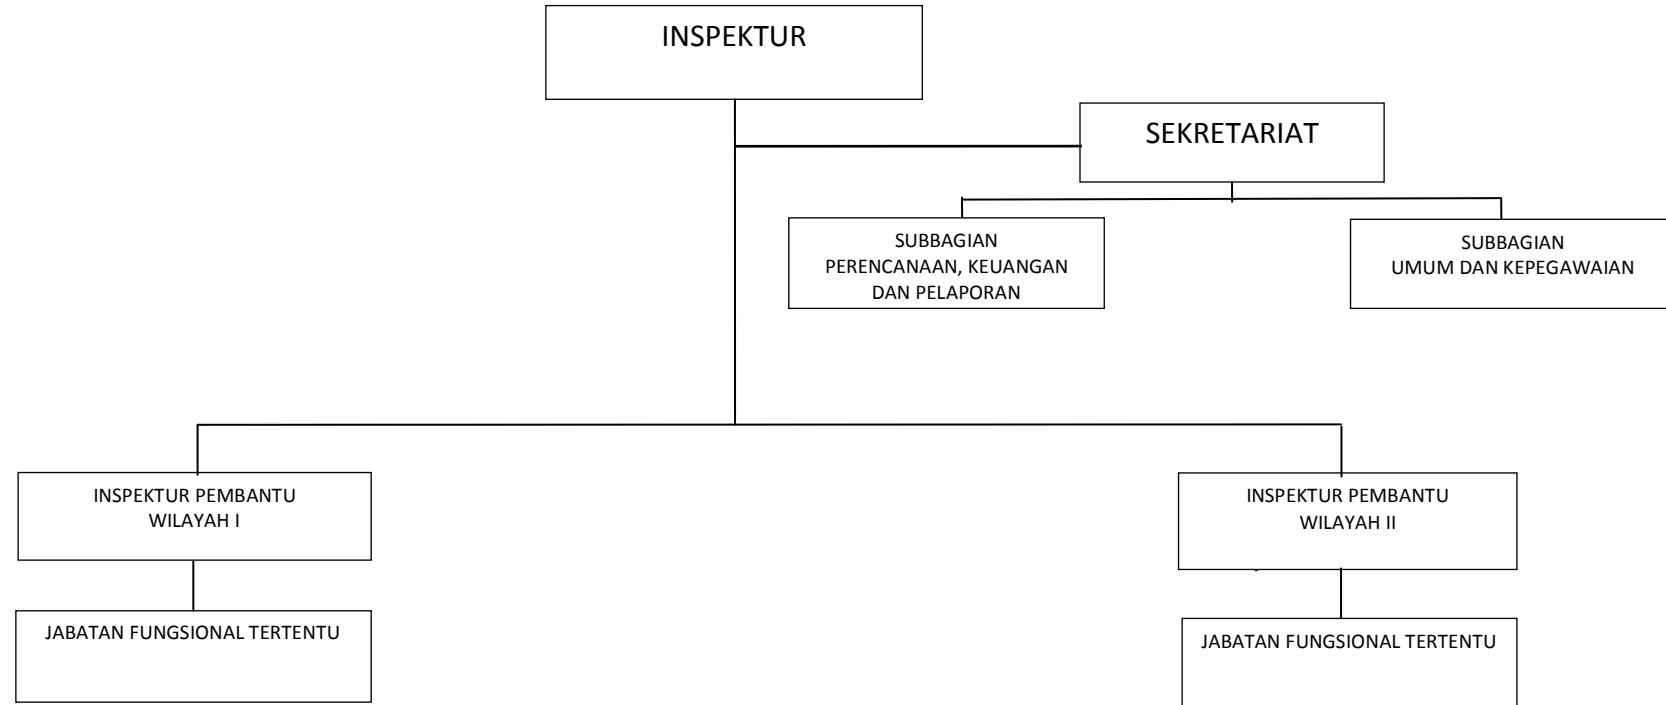 INSPEKTUR
SEKRETARIAT
SUBBAGIAN
PERENCANAAN, KEUANGAN
DAN PELAPORAN
SUBBAGIAN
UMUM DAN KEPEGAWAIAN
INSPEKTUR PEMBANTU
WILAYAH I
INSPEKTUR PEMBANTU
WILAYAH II
JABATAN FUNGSIONAL TERTENTU
JABATAN FUNGSIONAL TERTENTU